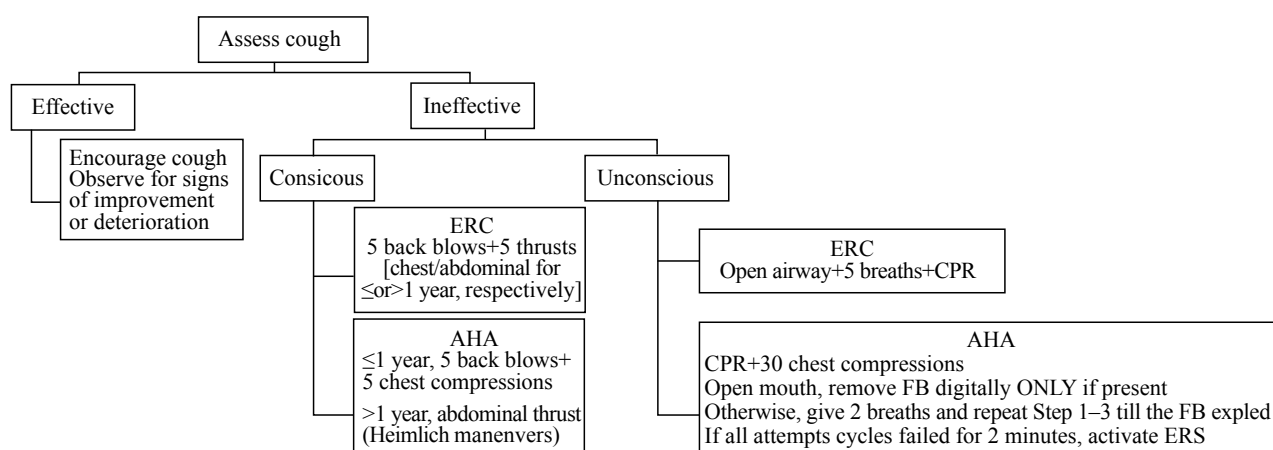 Assess cough
Effective
Ineffective
Encourage cough
Observe for signs
of improvement
or deterioration
Consicous
Unconscious
ERC
5 back blows+5 thrusts
[chest/abdominal for
≤or>1 year, respectively]
ERC
Open airway+5 breaths+CPR
AHA
≤1 year, 5 back blows+
5 chest compressions
>1 year, abdominal thrust
(Heimlich manenvers)
AHA
CPR+30 chest compressions
Open mouth, remove FB digitally ONLY if present
Otherwise, give 2 breaths and repeat Step 1–3 till the FB expled
If all attempts cycles failed for 2 minutes, activate ERS